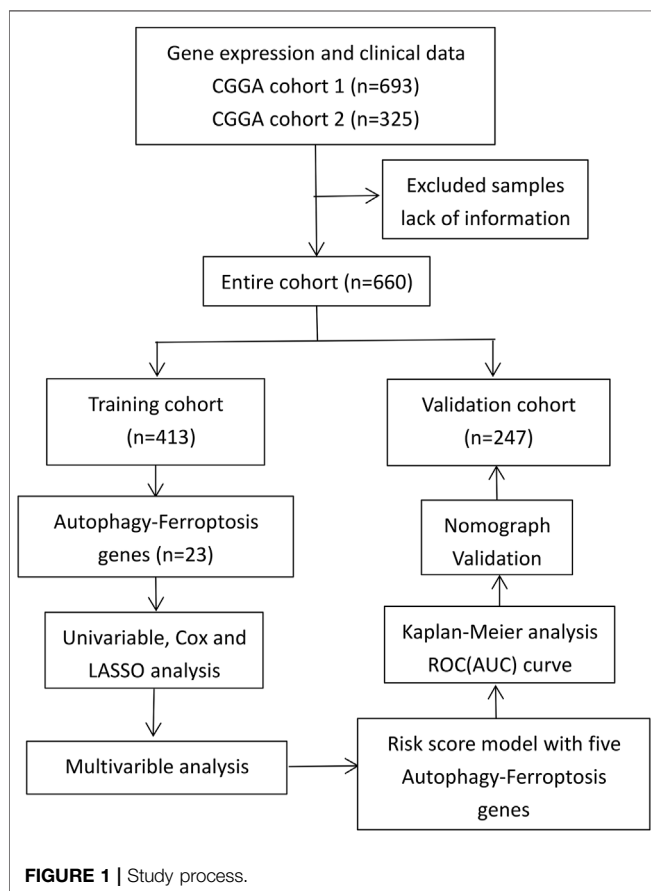 Gene expression and clinical data
CGGA cohort 1 (n=693)
CGGA cohort 2 (n=325)
Excluded samples
lack of information
Entire cohort (n=660)
Training cohort
(n=413)
Validation cohort
(n=247)
Autophagy-Ferroptosis
genes (n=23)
Nomograph
Validation
Univariable, Cox and
LASSO analysis
Kaplan-Meier analysis
ROC(AUC) curve
Multivarible analysis
Risk score model with five
Autophagy-Ferroptosis
genes
FIGURE 1 | Study process.